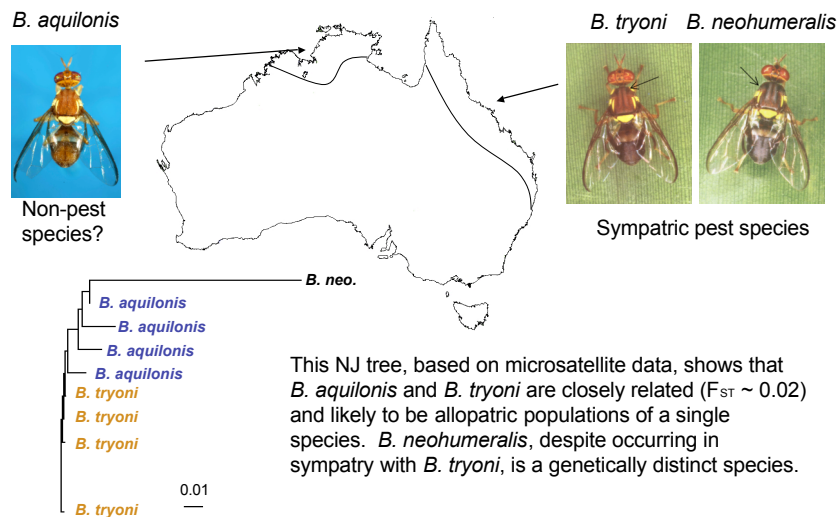 B. aquilonis
B. tryoni
B. neohumeralis
Non-pest
species?
Sympatric pest species
B. neo.
B. aquilonis
B. aquilonis
B. aquilonis
B. aquilonis
B. tryoni
B. tryoni
B. tryoni
B. tryoni
0.01
This NJ tree, based on microsatellite data, shows that
B. aquilonis and B. tryoni are closely related (FST ~ 0.02)
and likely to be allopatric populations of a single
species. B. neohumeralis, despite occurring in
sympatry with B. tryoni, is a genetically distinct species.